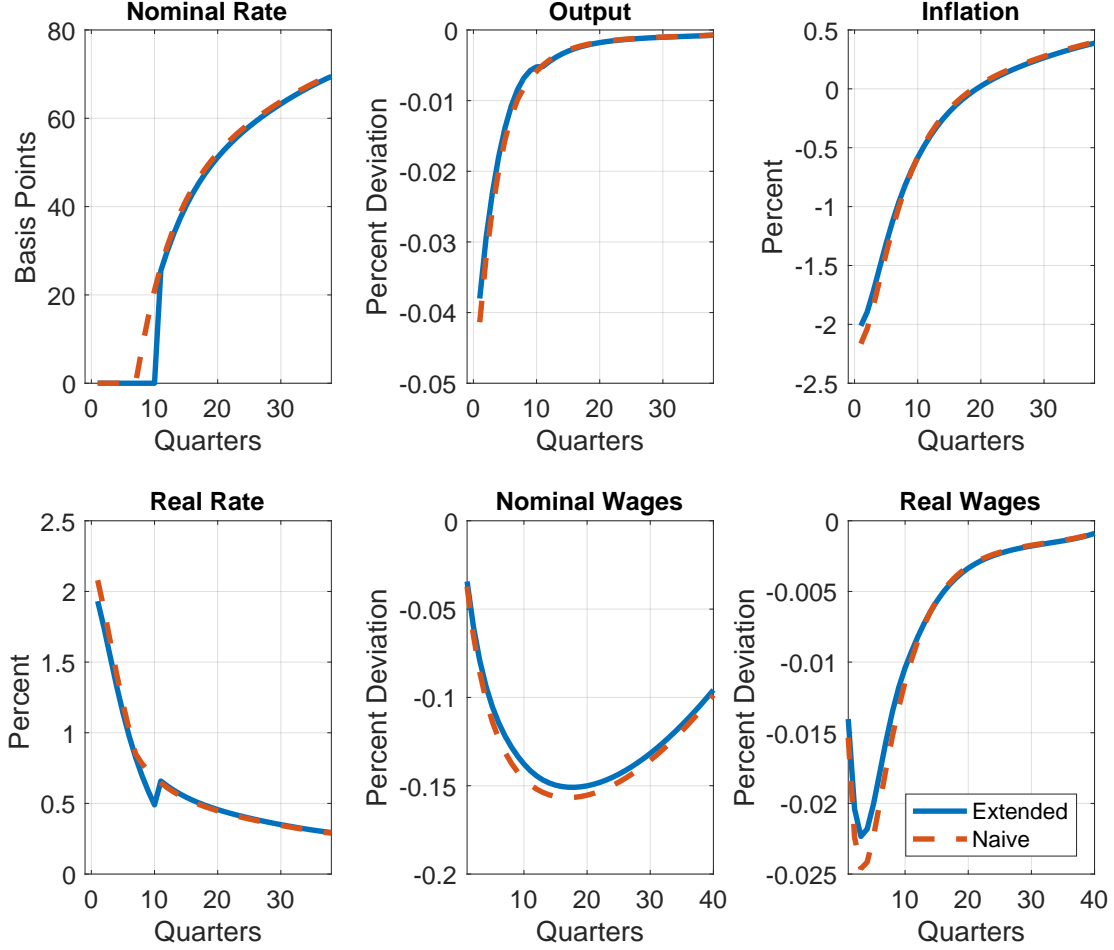 Nominal Rate
Basis Points
80
60
40
20
0
0 10 20 30
Quarters
Output
Percent Deviation
0
-0.01
-0.02
-0.03
-0.04
-0.05
0 10 20 30
Quarters
Inflation
Percent
0.5
0
-0.5
-1
-1.5
-2
-2.5
0 10 20 30
Quarters
Real Rate
Percent
2.5
2
1.5
1
0.5
0
0 10 20 30
Quarters
Nominal Wages
Percent Deviation
0
-0.05
-0.1
-0.15
-0.2
10 20 30 40
Quarters
Real Wages
Percent Deviation
0
-0.005
-0.01
-0.015
-0.02
-0.025
10 20 30 40
Quarters
Extended
Naive